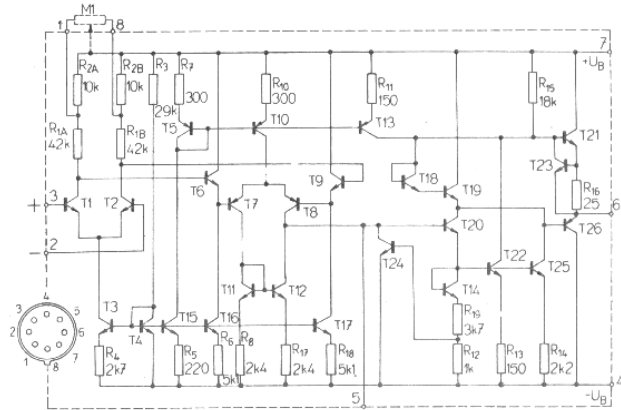 M1
1 8
7
+U_B
R2A
10k
R2B
10k
R3
29k
R7
300
R10
300
R11
150
R15
18k
R1A
42k
R1B
42k
T5
T10
T13
T21
T23
T18
T19
R16
25
6
T6
T9
+ 3
T1
T2
T7
T8
T20
T26
- 2
T24
T22
T25
T11
T12
T14
4
3 5
2 6
1 7
8
T3
T4
T15
T16
T17
R19
3k7
R4
2k7
R5
220
R6
5k1
R8
2k4
R17
2k4
R18
5k1
R12
1k
R13
150
R14
2k2
4
-U_B
5